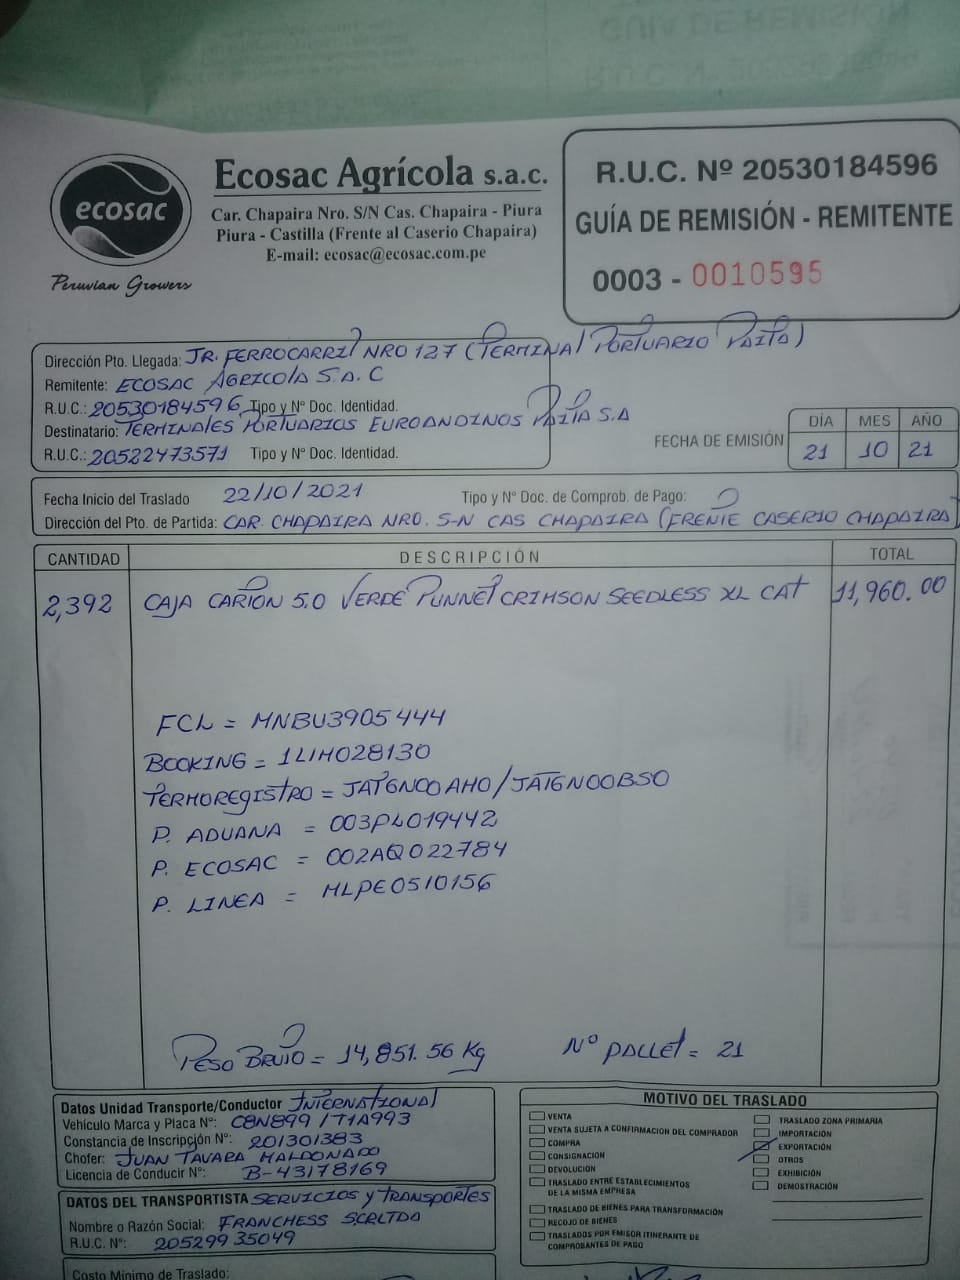 ecosac
Peruvian Growers
Ecosac Agrícola s.a.c.
Car. Chapaira Nro. S/N Cas. Chapaira - Piura
Piura - Castilla (Frente al Caserio Chapaira)
E-mail: ecosac@ecosac.com.pe
R.U.C. Nº 20530184596
GUÍA DE REMISIÓN - REMITENTE
0003 - 0010595
Dirección Pto. Llegada: JR. FERROCARRIL NRO 127 (TERMINAL PORTUARIO PAITA)
Remitente: ECOSAC AGRICOLA S.A.C
R.U.C.: 20530184596 Tipo y Nº Doc. Identidad.
Destinatario: TERMINALES PORTUARIOS EUROANDINOS PAITA S.A
R.U.C.: 20522473571 Tipo y Nº Doc. Identidad.
FECHA DE EMISIÓN
DÍA MES AÑO
21 10 21
Fecha Inicio del Traslado 22/10/2021 Tipo y Nº Doc. de Comprob. de Pago:
Dirección del Pto. de Partida: CAR. CHAPAIRA NRO. S-N CAS CHAPAIRA (FRENTE CASERIO CHAPAIRA)
CANTIDAD DESCRIPCIÓN TOTAL
2,392 CAJA CARTON 5.0 VERDE PUNNET CRIMSON SEEDLESS XL CAT 11,960.00
FCL = MNBU3905444
BOOKING = 1LIM028130
TERMOREGISTRO = JAT6NCOAHO/JAT6NOOBSO
P. ADUANA = 003PL019442
P. ECOSAC = 002AQ022784
P. LINEA = MLPE0510156
PESO BRUTO = 14,851.56 Kg Nº PALLET = 21
Datos Unidad Transporte/Conductor INTERNATIONAL
Vehículo Marca y Placa Nº: C8N899 / T1A993
Constancia de Inscripción Nº: 201301383
Chofer: JUAN TAVARA MALDONADO
Licencia de Conducir Nº: B-43178169
DATOS DEL TRANSPORTISTA SERVICIOS Y TRANSPORTES
Nombre o Razón Social: FRANCHESS SCRLTDA
R.U.C. Nº: 20529935049
Costo Mínimo de Traslado:
MOTIVO DEL TRASLADO
VENTA
VENTA SUJETA A CONFIRMACION DEL COMPRADOR
COMPRA
CONSIGNACION
DEVOLUCION
TRASLADO ENTRE ESTABLECIMIENTOS
DE LA MISMA EMPRESA
TRASLADO DE BIENES PARA TRANSFORMACIÓN
RECOJO DE BIENES
TRASLADOS POR EMISOR ITINERANTE DE
COMPROBANTES DE PAGO
TRASLADO ZONA PRIMARIA
IMPORTACIÓN
EXPORTACIÓN
OTROS
EXHIBICIÓN
DEMOSTRACIÓN